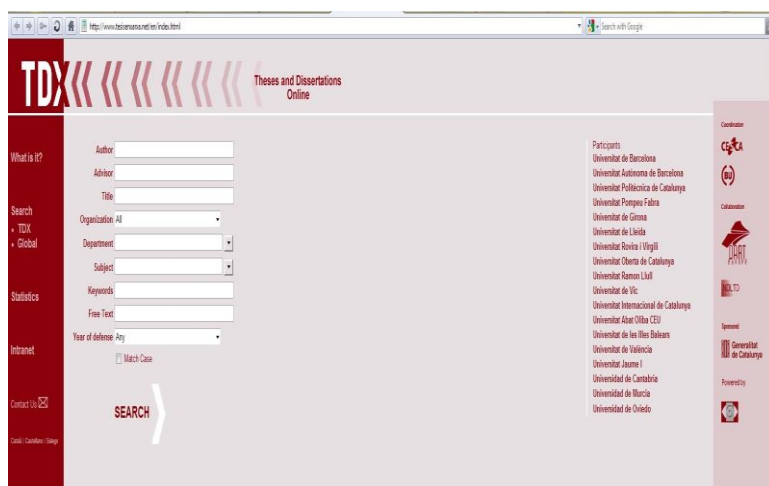 http://www.tesisenxarxa.net/en/index.html
Search with Google
TDX
Theses and Dissertations
Online
What is it?
Search
TDX
Global
Statistics
Intranet
Contact Us
Català | Castellano | Galego
Author
Advisor
Title
Organization All
Department
Subject
Keywords
Free Text
Year of defense Any
Match Case
SEARCH
Participants
Universitat de Barcelona
Universitat Autònoma de Barcelona
Universitat Politècnica de Catalunya
Universitat Pompeu Fabra
Universitat de Girona
Universitat de Lleida
Universitat Rovira i Virgili
Universitat Oberta de Catalunya
Universitat Ramon Llull
Universitat de Vic
Universitat Internacional de Catalunya
Universitat Abat Oliba CEU
Universitat de les Illes Balears
Universitat de València
Universitat Jaume I
Universidad de Cantabria
Universidad de Murcia
Universidad de Oviedo
Coordination
CESCA
(BU)
Collaboration
NDLTD
Sponsored
Generalitat
de Catalunya
Powered by